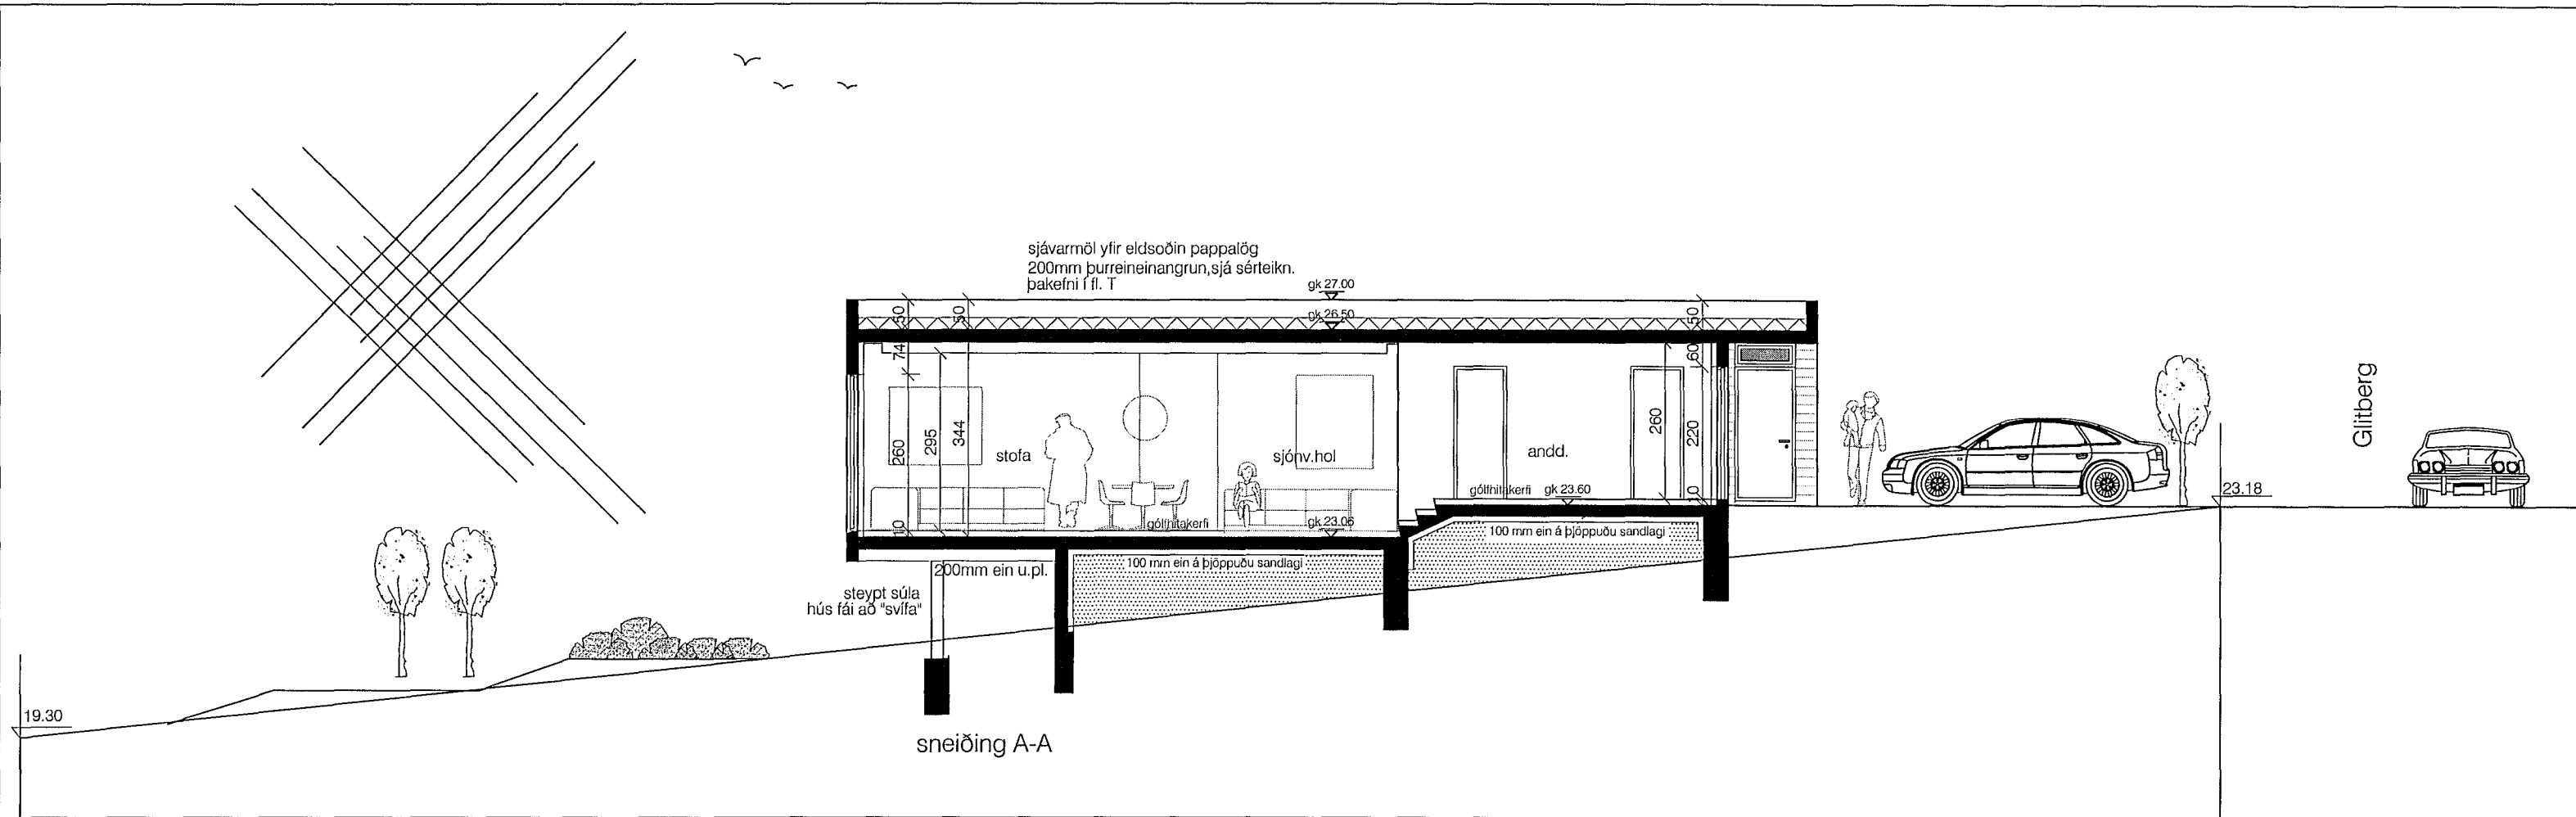 sjávarmöl yfir eldsoðin pappalög
200mm þurreineinangrun,sjá sérteikn.
þakefni í fl. T
gk 27.00
gk 26.50
50
50
50
74
60
260
295
344
260
220
10
10
stofa
sjónv.hol
andd.
gólfhitakerfi gk 23.60
gólfhitakerfi
gk 23.06
100 mm ein á þjöppuðu sandlagi
100 mm ein á þjöppuðu sandlagi
200mm ein u.pl.
steypt súla
hús fái að "svífa"
Glitberg
23.18
19.30
sneiðing A-A